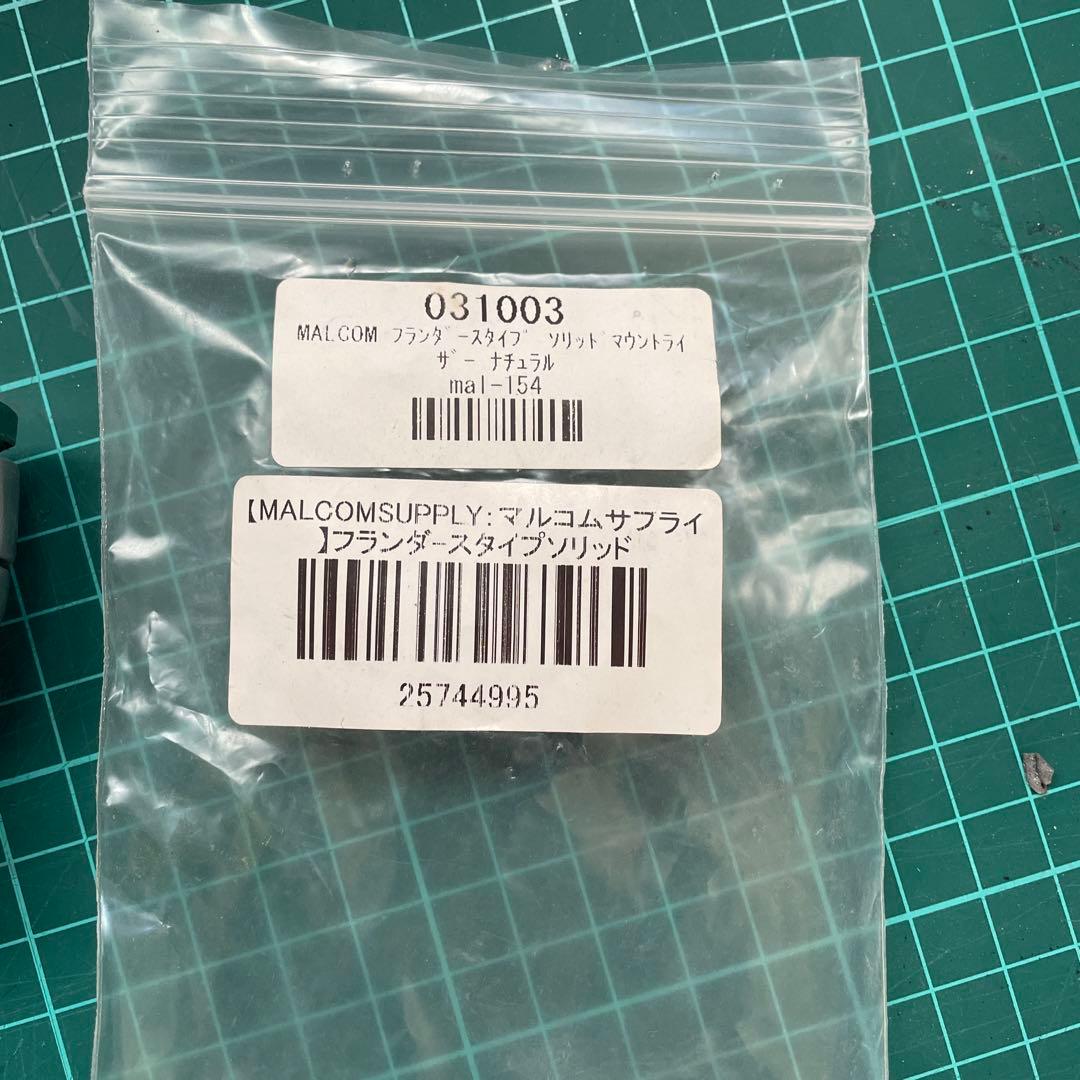 031003
MALCOM フランダースタイプ ソリッドマウントライ
ザー ナチュラル
mal-154
【MALCOMSUPPLY:マルコムサプライ
】フランダースタイプソリッド
25744995